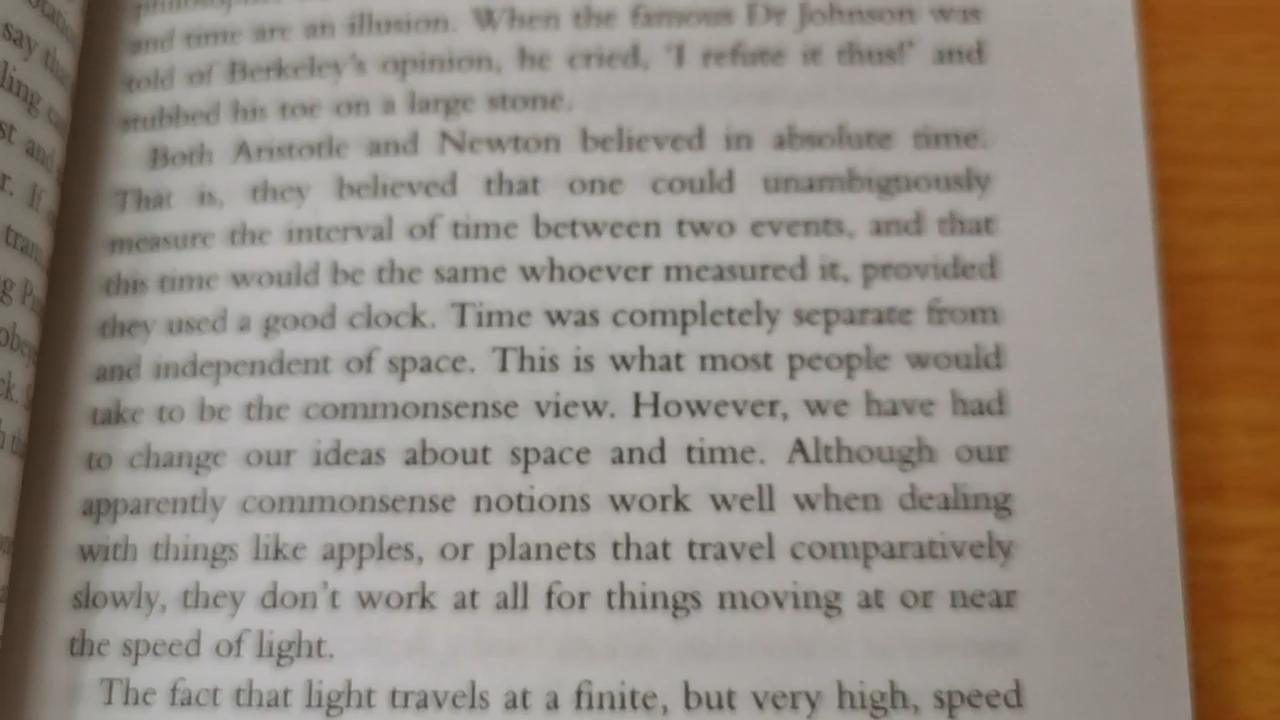 say
and time are an illusion. When the famous Dr Johnson was
told of Berkeley's opinion, he cried, 'I refute it thus!' and
stubbed his toe on a large stone.
Both Aristotle and Newton believed in absolute time.
That is, they believed that one could unambiguously
measure the interval of time between two events, and that
this time would be the same whoever measured it, provided
they used a good clock. Time was completely separate from
and independent of space. This is what most people would
take to be the commonsense view. However, we have had
to change our ideas about space and time. Although our
apparently commonsense notions work well when dealing
with things like apples, or planets that travel comparatively
slowly, they don't work at all for things moving at or near
the speed of light.
The fact that light travels at a finite, but very high, speed